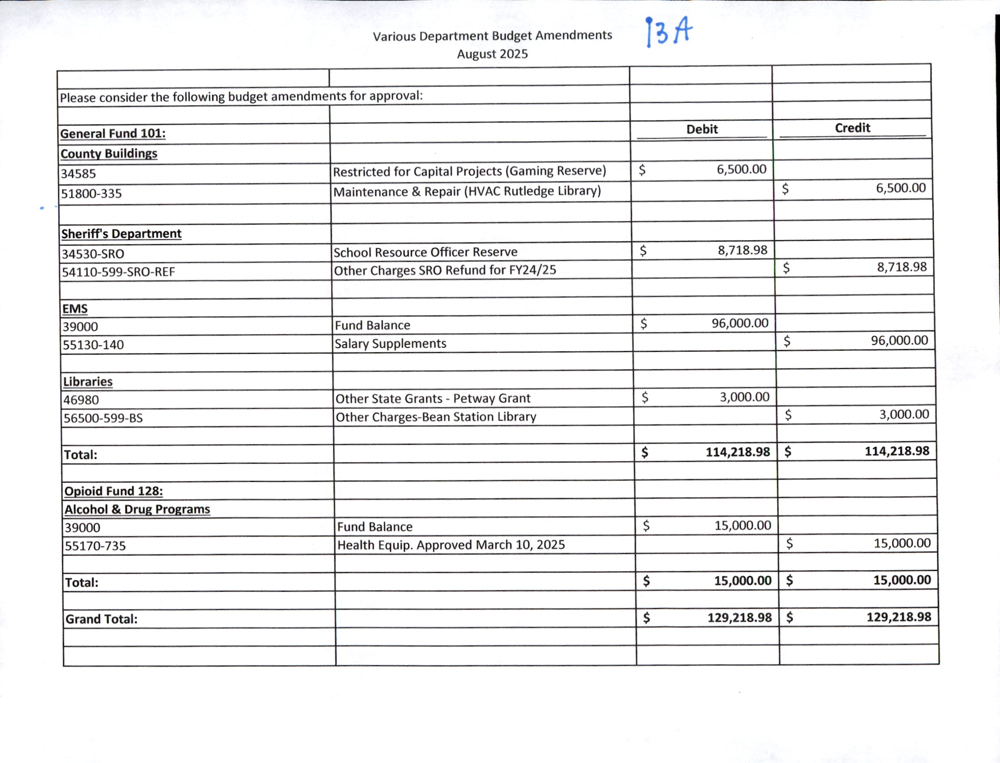 Various Department Budget Amendments 13A
August 2025
Please consider the following budget amendments for approval:
General Fund 101: Debit Credit
County Buildings
34585 Restricted for Capital Projects (Gaming Reserve) $ 6,500.00
51800-335 Maintenance & Repair (HVAC Rutledge Library) $ 6,500.00
Sheriff's Department
34530-SRO School Resource Officer Reserve $ 8,718.98
54110-599-SRO-REF Other Charges SRO Refund for FY24/25 $ 8,718.98
EMS
39000 Fund Balance $ 96,000.00
55130-140 Salary Supplements $ 96,000.00
Libraries
46980 Other State Grants - Petway Grant $ 3,000.00
56500-599-BS Other Charges-Bean Station Library $ 3,000.00
Total: $ 114,218.98 $ 114,218.98
Opioid Fund 128:
Alcohol & Drug Programs
39000 Fund Balance $ 15,000.00
55170-735 Health Equip. Approved March 10, 2025 $ 15,000.00
Total: $ 15,000.00 $ 15,000.00
Grand Total: $ 129,218.98 $ 129,218.98